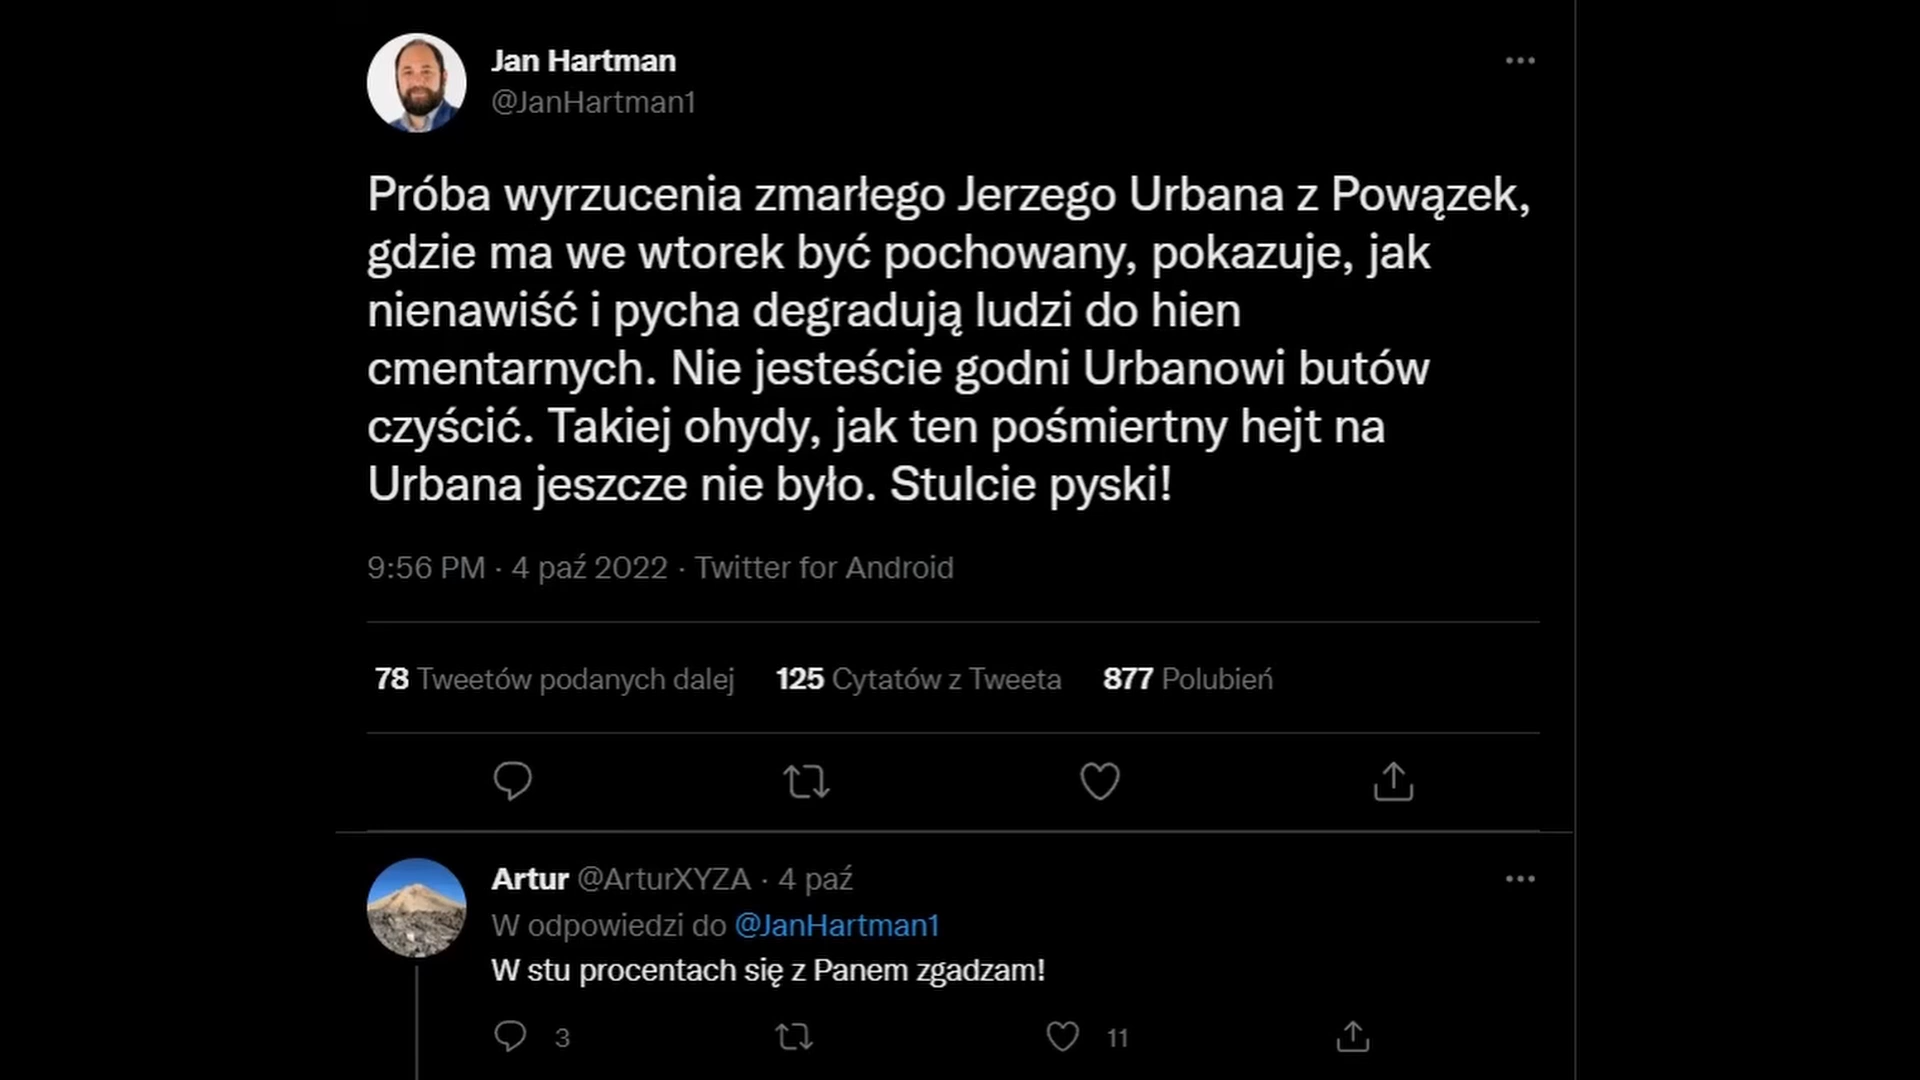 Jan Hartman
@JanHartman1
Próba wyrzucenia zmarłego Jerzego Urbana z Powązek,
gdzie ma we wtorek być pochowany, pokazuje, jak
nienawiść i pycha degradują ludzi do hien
cmentarnych. Nie jesteście godni Urbanowi butów
czyścić. Takiej ohydy, jak ten pośmiertny hejt na
Urbana jeszcze nie było. Stulcie pyski!
9:56 PM · 4 paź 2022 · Twitter for Android
78 Tweetów podanych dalej 125 Cytatów z Tweeta 877 Polubień
Artur @ArturXYZA · 4 paź
W odpowiedzi do @JanHartman1
W stu procentach się z Panem zgadzam!
3 11